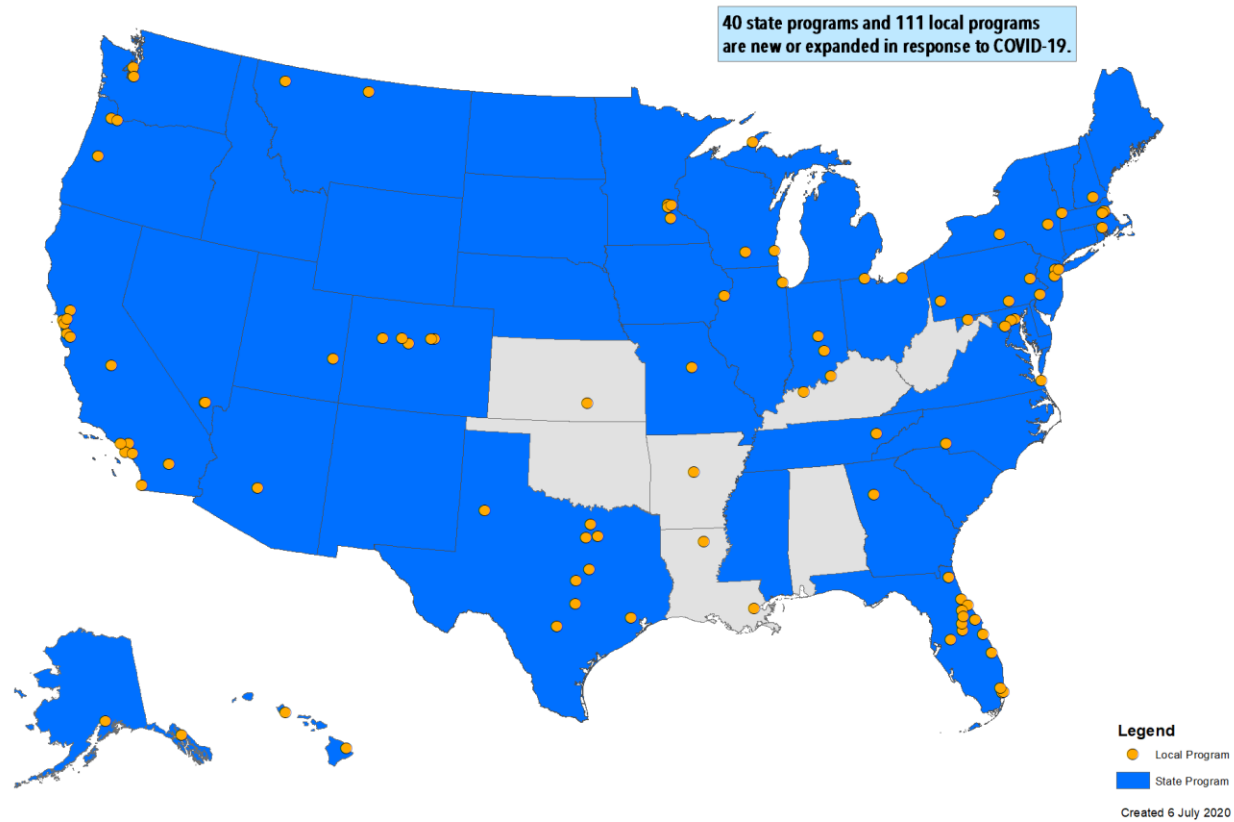 40 state programs and 111 local programs
are new or expanded in response to COVID-19.
Legend
Local Program
State Program
Created 6 July 2020